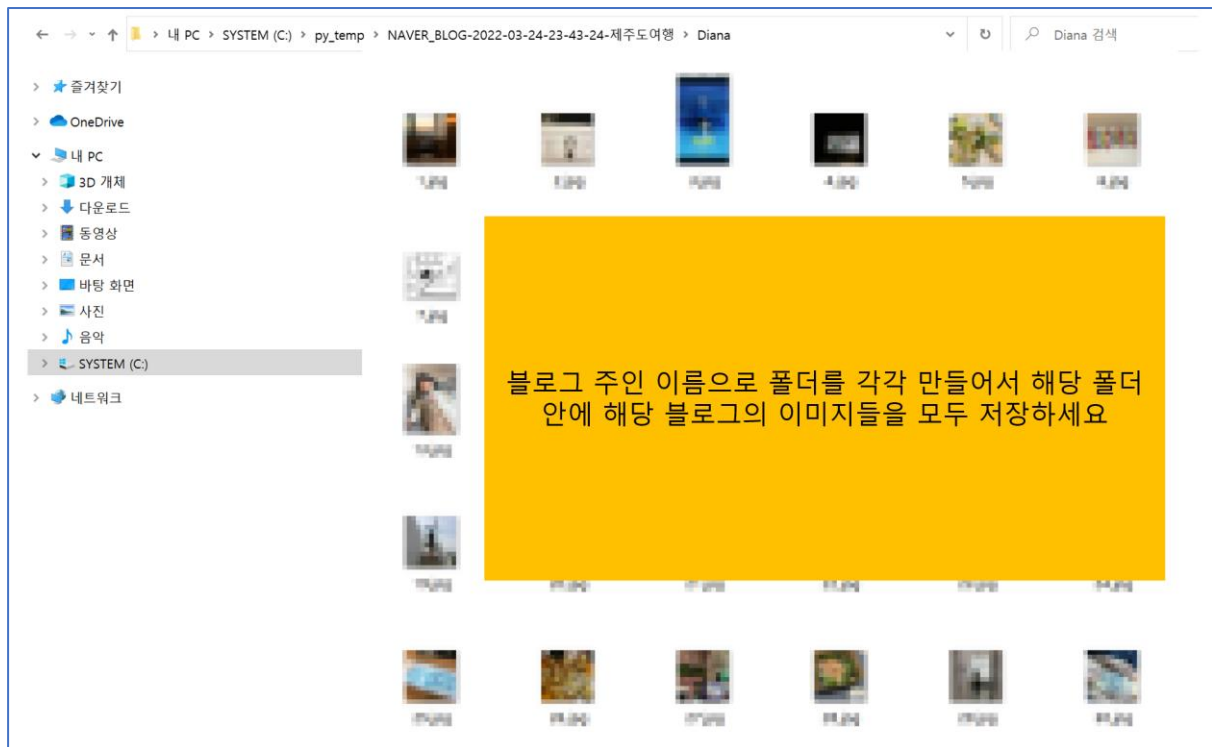 내 PC > SYSTEM (C:) > py_temp > NAVER_BLOG-2022-03-24-23-43-24-제주도여행 > Diana
Diana 검색
즐겨찾기
OneDrive
내 PC
3D 개체
다운로드
동영상
문서
바탕 화면
사진
음악
SYSTEM (C:)
네트워크
블로그 주인 이름으로 폴더를 각각 만들어서 해당 폴더
안에 해당 블로그의 이미지들을 모두 저장하세요